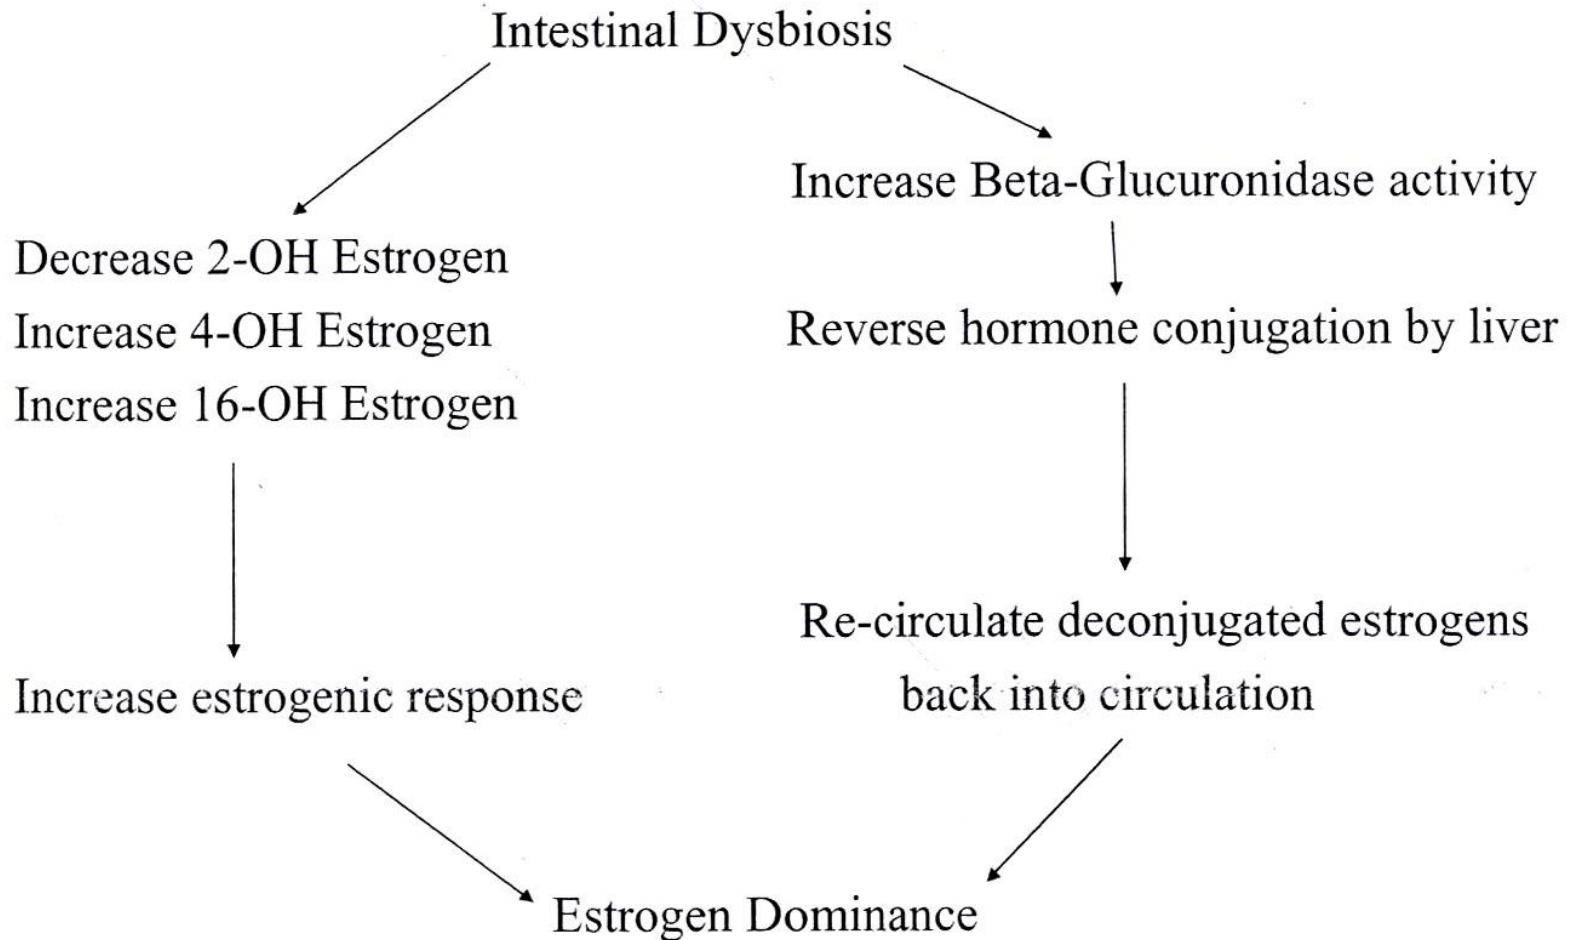 Intestinal Dysbiosis
Increase Beta-Glucuronidase activity
Decrease 2-OH Estrogen
Increase 4-OH Estrogen
Increase 16-OH Estrogen
Reverse hormone conjugation by liver
Increase estrogenic response
Re-circulate deconjugated estrogens
back into circulation
Estrogen Dominance